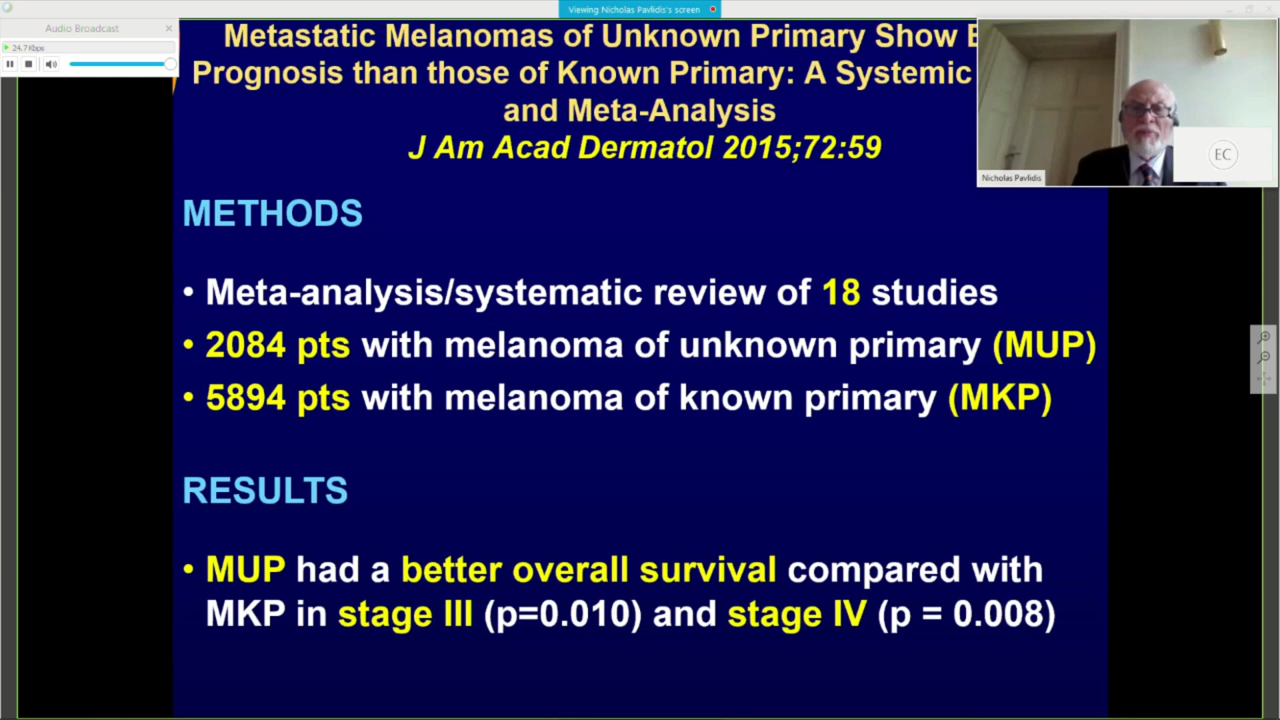 Viewing Nicholas Pavlidis's screen
Audio Broadcast
24.7 Kbps
Metastatic Melanomas of Unknown Primary Show
Prognosis than those of Known Primary: A Systemic
and Meta-Analysis
J Am Acad Dermatol 2015;72:59
EC
Nicholas Pavlidis
METHODS
• Meta-analysis/systematic review of 18 studies
• 2084 pts with melanoma of unknown primary (MUP)
• 5894 pts with melanoma of known primary (MKP)
RESULTS
• MUP had a better overall survival compared with
MKP in stage III (p=0.010) and stage IV (p = 0.008)